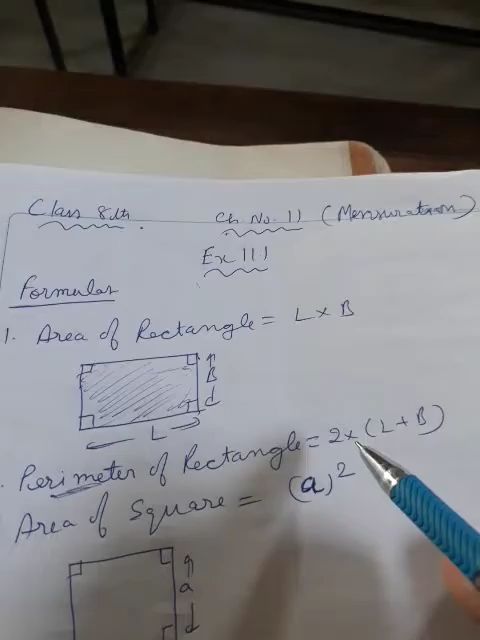 Class 8th. Ch No. 11 (Mensuration)
Ex 11.1
Formulas
1. Area of Rectangle = L × B
B
L
. Perimeter of Rectangle = 2 × (L + B)
Area of Square = (a)²
a